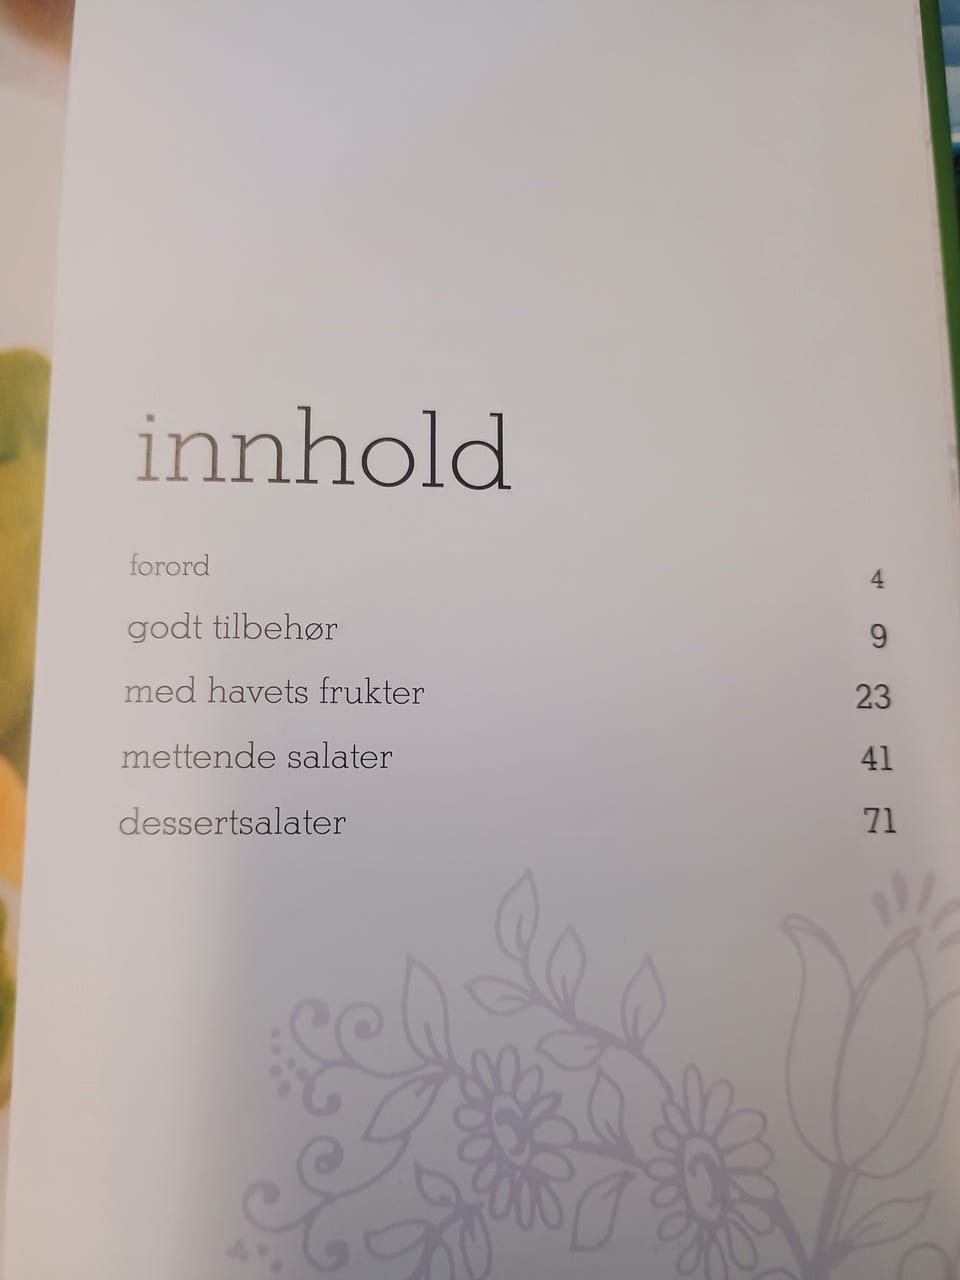 innhold
forord 4
godt tilbehør 9
med havets frukter 23
mettende salater 41
dessertsalater 71